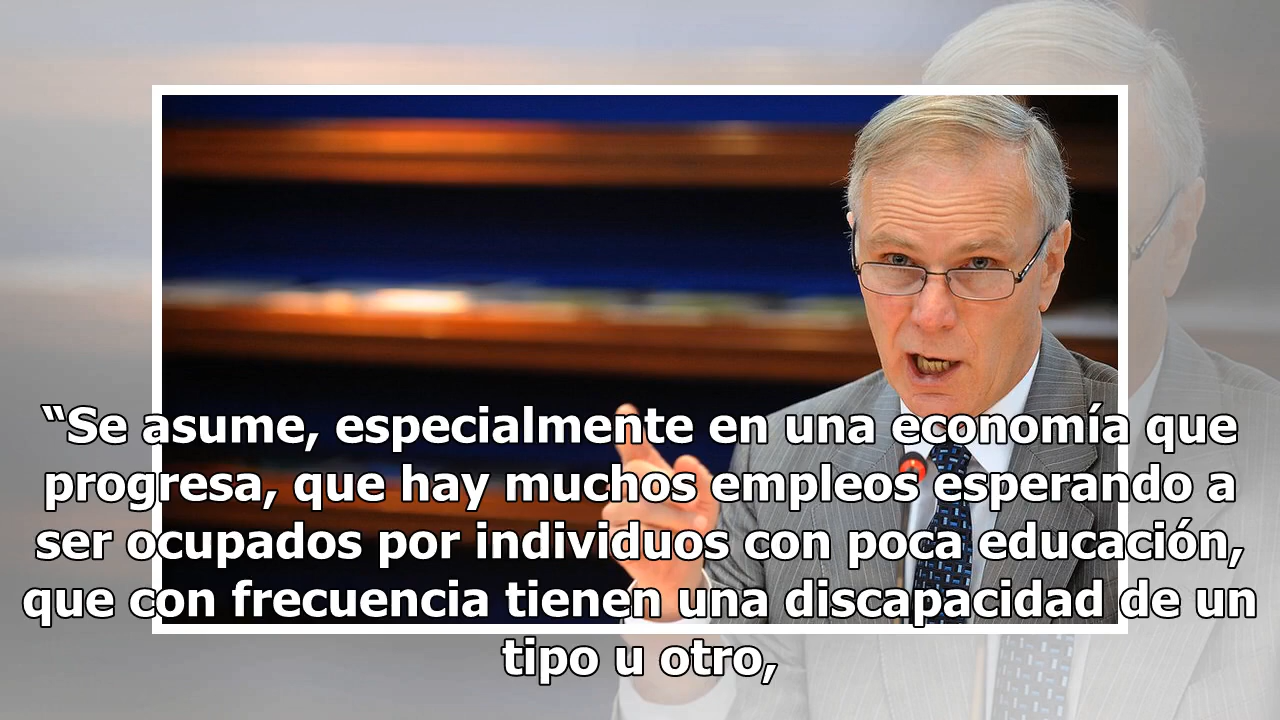 “Se asume, especialmente en una economía que
progresa, que hay muchos empleos esperando a
ser ocupados por individuos con poca educación,
que con frecuencia tienen una discapacidad de un
tipo u otro,